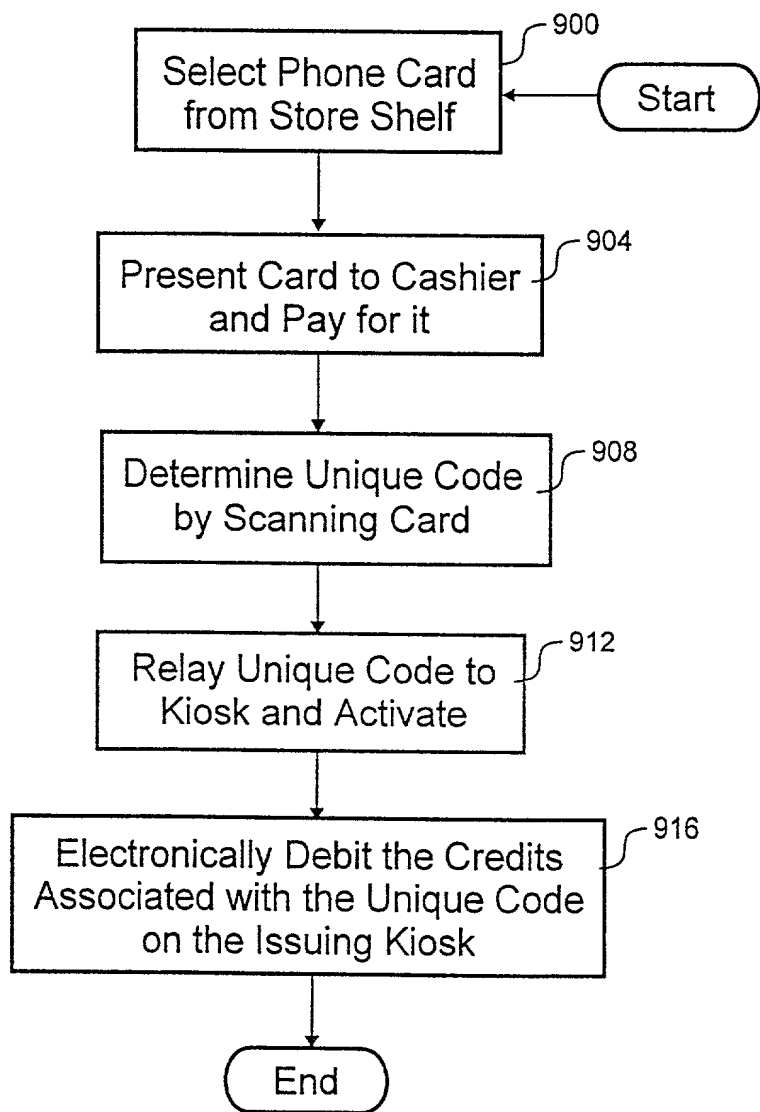 Start
900
Select Phone Card
from Store Shelf
904
Present Card to Cashier
and Pay for it
908
Determine Unique Code
by Scanning Card
912
Relay Unique Code to
Kiosk and Activate
916
Electronically Debit the Credits
Associated with the Unique Code
on the Issuing Kiosk
End